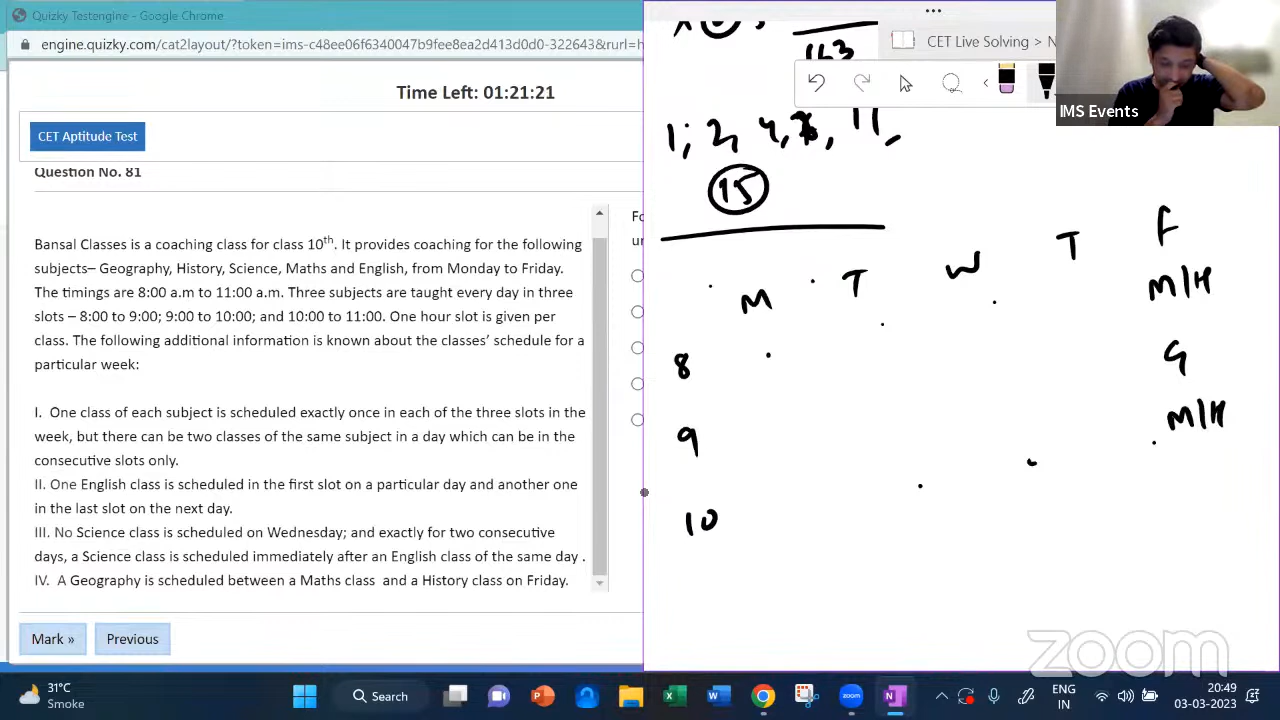 Quizky Testengine - Google Chrome
engine.quizky.com/cat2layout/?token=ims-c48ee06f6340047b9fee8ea2d413d0d0-322643&rurl=h
Time Left: 01:21:21
CET Aptitude Test
Question No. 81
Bansal Classes is a coaching class for class 10th. It provides coaching for the following
subjects– Geography, History, Science, Maths and English, from Monday to Friday.
The timings are 8:00 a.m to 11:00 a.m. Three subjects are taught every day in three
slots – 8:00 to 9:00; 9:00 to 10:00; and 10:00 to 11:00. One hour slot is given per
class. The following additional information is known about the classes' schedule for a
particular week:
I. One class of each subject is scheduled exactly once in each of the three slots in the
week, but there can be two classes of the same subject in a day which can be in the
consecutive slots only.
II. One English class is scheduled in the first slot on a particular day and another one
in the last slot on the next day.
III. No Science class is scheduled on Wednesday; and exactly for two consecutive
days, a Science class is scheduled immediately after an English class of the same day .
IV. A Geography is scheduled between a Maths class and a History class on Friday.
Mark »
Previous
Fo
ur
CET Live Solving > N
IMS Events
163
1; 2, 4, 7, 11,
15
M T W T F
M/H
8 G
M/H
9
10
zoom
31°C
Smoke
Search
ENG
IN
20:49
03-03-2023